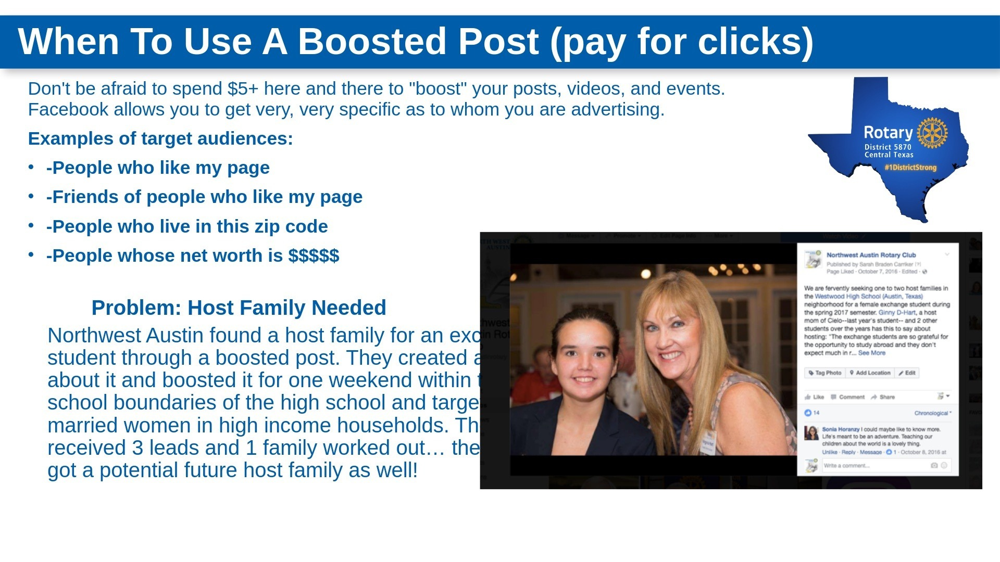 When To Use A Boosted Post (pay for clicks)
Don't be afraid to spend $5+ here and there to "boost" your posts, videos, and events.
Facebook allows you to get very, very specific as to whom you are advertising.
Examples of target audiences:
• -People who like my page
• -Friends of people who like my page
• -People who live in this zip code
• -People whose net worth is $$$$$
Rotary
District 5870
Central Texas
#1DistrictStrong
Problem: Host Family Needed
Northwest Austin found a host family for an exc
student through a boosted post. They created a
about it and boosted it for one weekend within t
school boundaries of the high school and targe
married women in high income households. Th
received 3 leads and 1 family worked out… the
got a potential future host family as well!
Message Promote Edit Page Info More
Watch Video
Northwest Austin Rotary Club
Published by Sarah Braden Carriker [?]
Page Liked · October 7, 2016 · Edited ·
We are fervently seeking one to two host families in
the Westwood High School (Austin, Texas)
neighborhood for a female exchange student during
the spring 2017 semester. Ginny D-Hart, a host
mom of Cielo--last year's student-- and 2 other
students over the years has this to say about
hosting: "The exchange students are so grateful for
the opportunity to study abroad and they don't
expect much in r... See More
Tag Photo Add Location Edit
Like Comment Share
14 Chronological
Sonia Horanzy I could maybe like to know more.
Life's meant to be an adventure. Teaching our
children about the world is a lovely thing.
Unlike · Reply · Message · 1 · October 8, 2016 at
Write a comment...